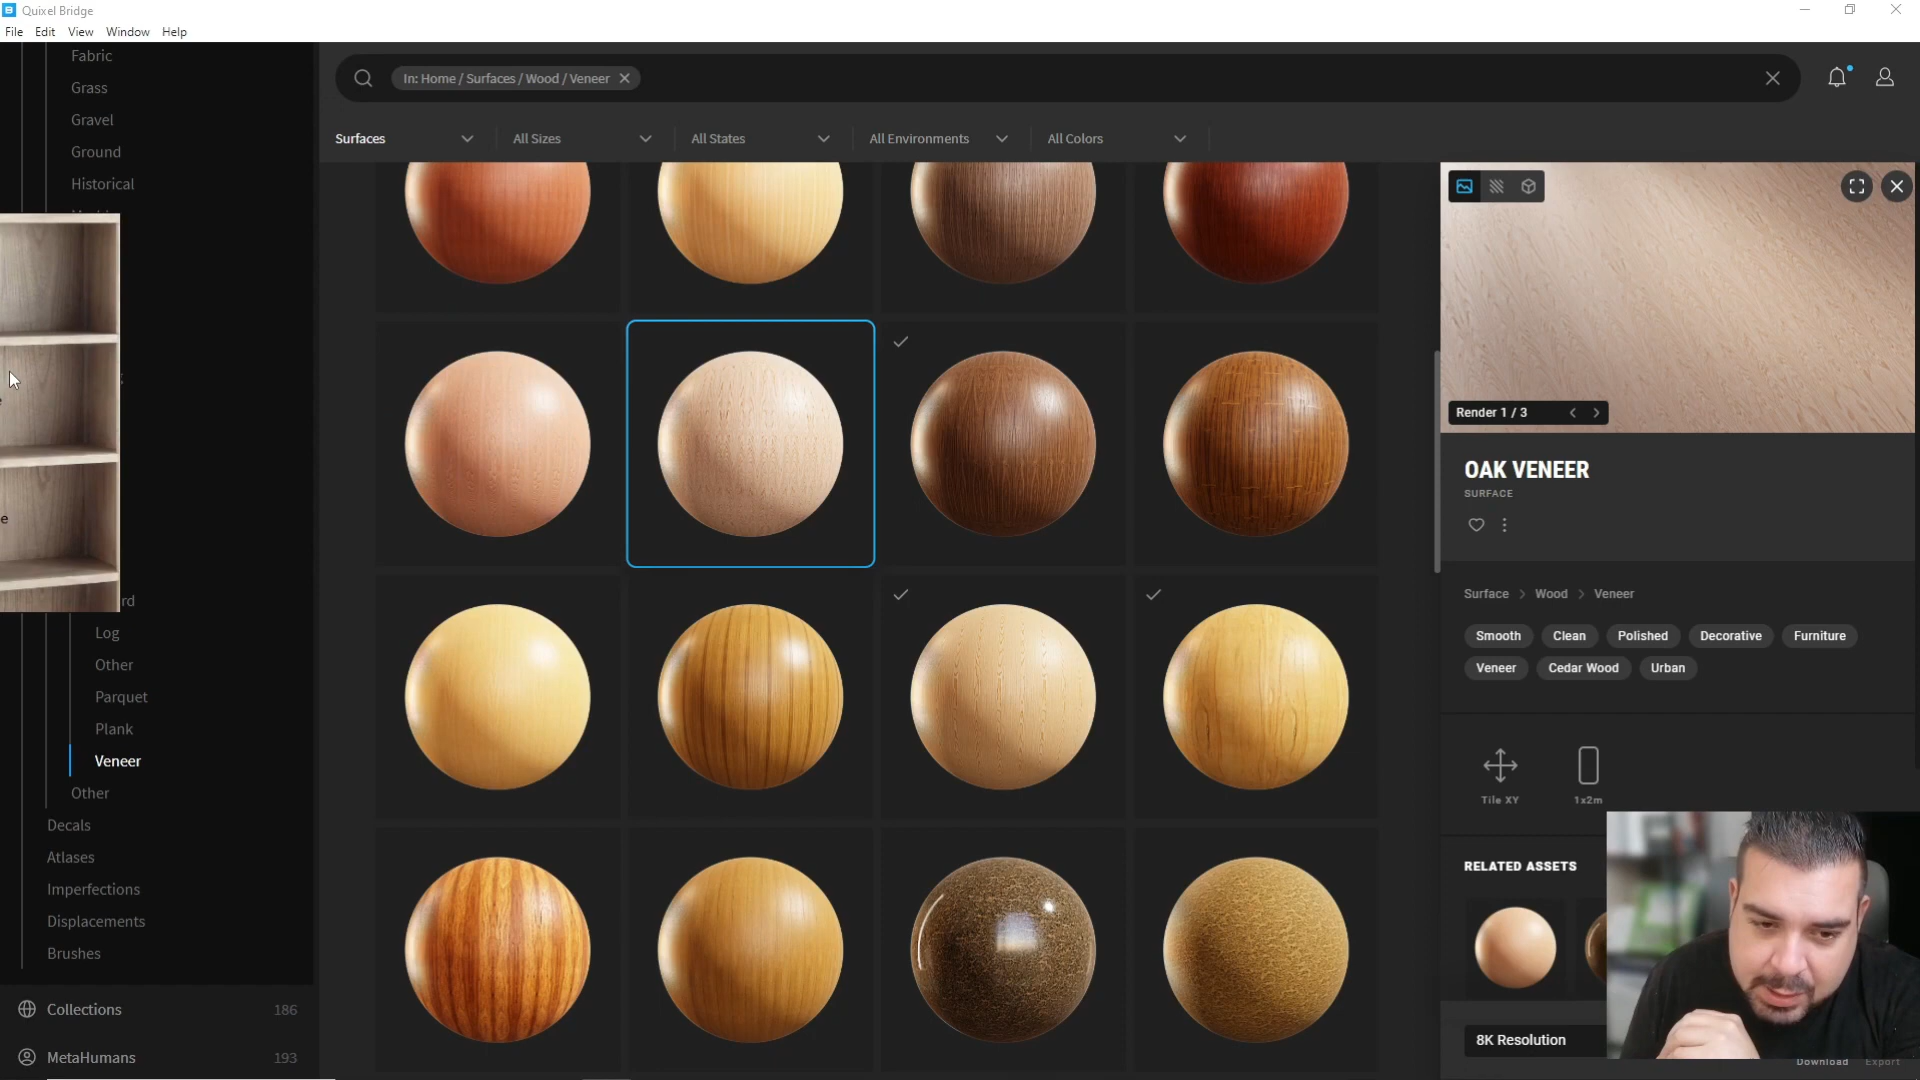 Quixel Bridge
File Edit View Window Help
Fabric
Grass
Gravel
Ground
Historical
rd
Log
Other
Parquet
Plank
Veneer
Other
Decals
Atlases
Imperfections
Displacements
Brushes
Collections 186
MetaHumans 193
In: Home / Surfaces / Wood / Veneer
Surfaces All Sizes All States All Environments All Colors
e
Render 1 / 3
OAK VENEER
SURFACE
Surface > Wood > Veneer
Smooth Clean Polished Decorative Furniture
Veneer Cedar Wood Urban
Tile XY 1x2m
RELATED ASSETS
8K Resolution
Download Export